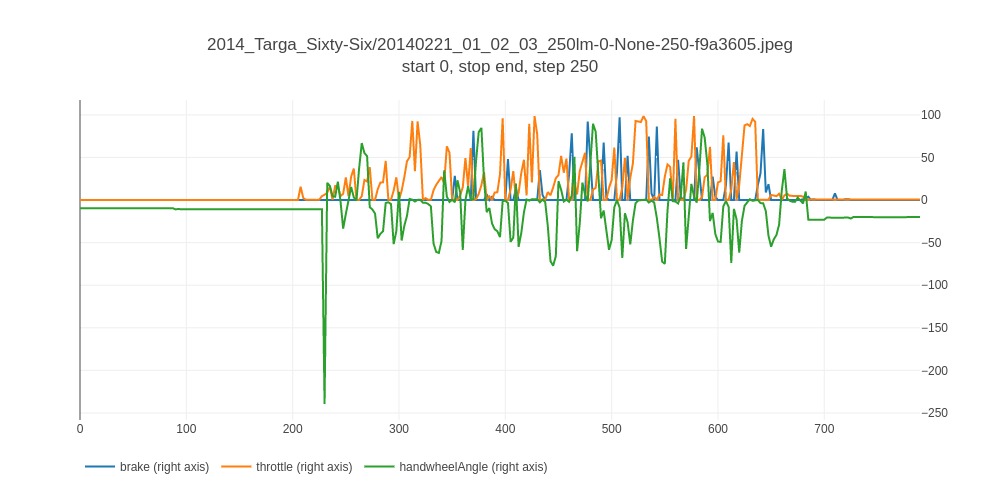 2014_Targa_Sixty-Six/20140221_01_02_03_250lm-0-None-250-f9a3605.jpeg
start 0, stop end, step 250
100
50
0
−50
−100
−150
−200
−250
0 100 200 300 400 500 600 700
brake (right axis) throttle (right axis) handwheelAngle (right axis)